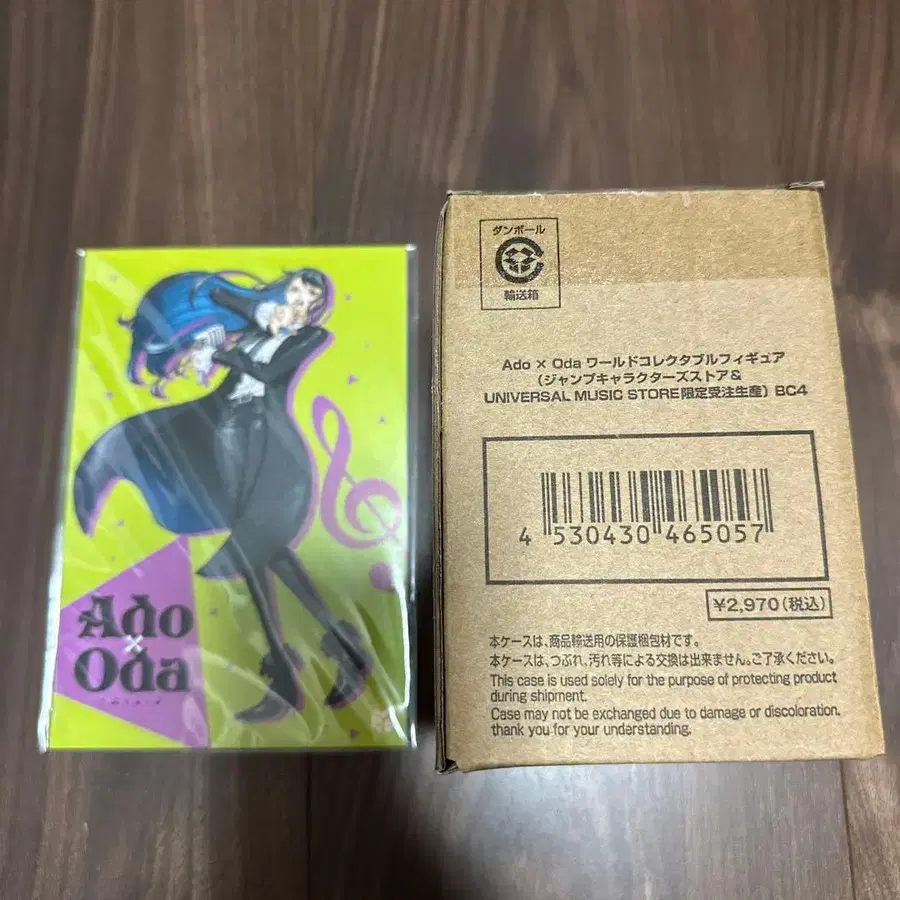 Ado
×
Oda
ダンボール
輸送箱
Ado × Oda ワールドコレクタブルフィギュア
(ジャンプキャラクターズストア&
UNIVERSAL MUSIC STORE限定受注生産) BC4
4 530430 465057
¥2,970(税込)
本ケースは、商品輸送用の保護梱包材です。
本ケースは、つぶれ、汚れ等による交換は出来ません。ご了承ください。
This case is used solely for the purpose of protecting product
during shipment.
Case may not be exchanged due to damage or discoloration.
thank you for your understanding.